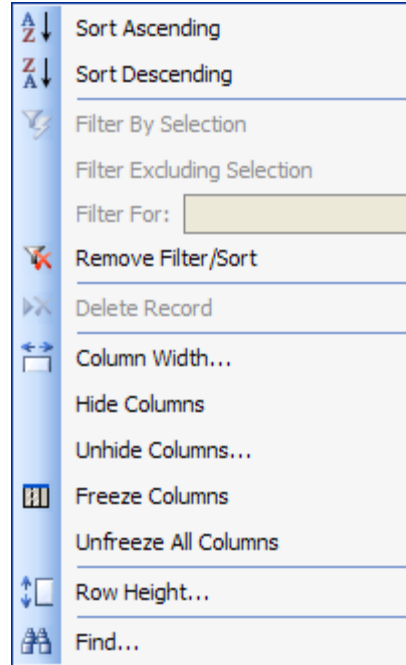 Sort Ascending
Sort Descending
Filter By Selection
Filter Excluding Selection
Filter For:
Remove Filter/Sort
Delete Record
Column Width...
Hide Columns
Unhide Columns...
Freeze Columns
Unfreeze All Columns
Row Height...
Find...